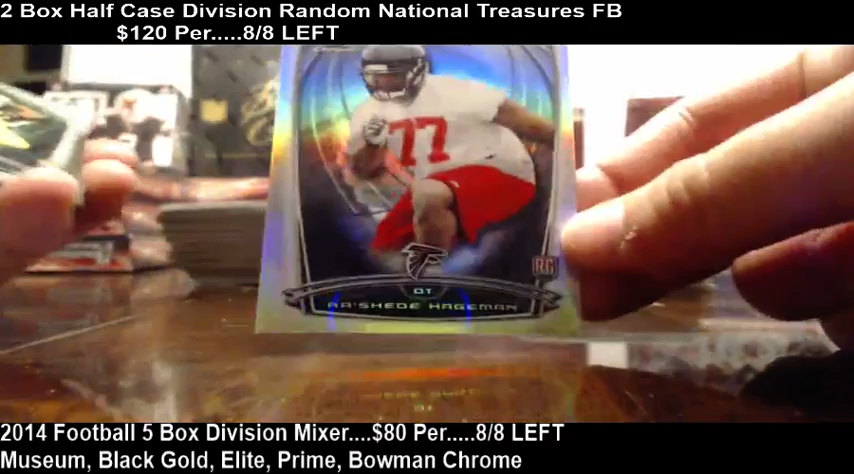 2 Box Half Case Division Random National Treasures FB
$120 Per.....8/8 LEFT
77
RC
DT
RA'SHEDE HAGEMAN
2014 Football 5 Box Division Mixer....$80 Per.....8/8 LEFT
Museum, Black Gold, Elite, Prime, Bowman Chrome